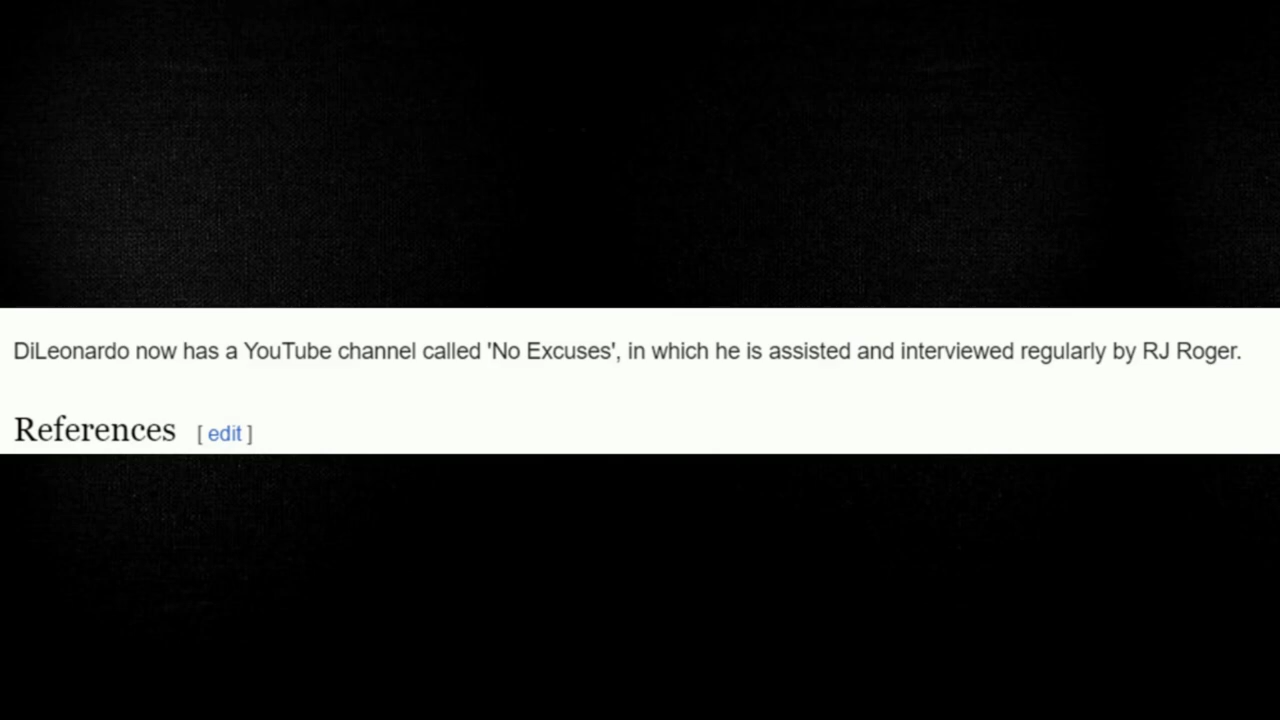 DiLeonardo now has a YouTube channel called 'No Excuses', in which he is assisted and interviewed regularly by RJ Roger.
References [ edit ]